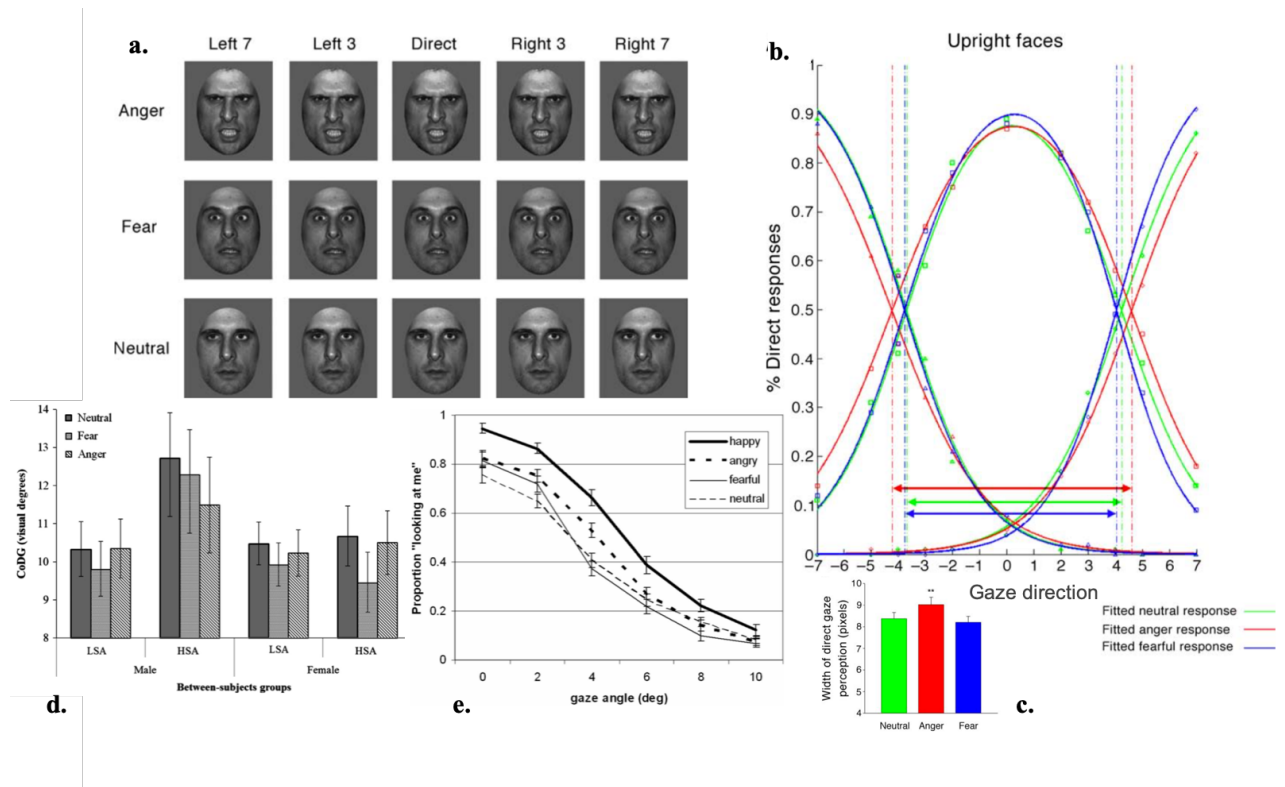 a.
Left 7 Left 3 Direct Right 3 Right 7
Anger
Fear
Neutral
b.
Upright faces
% Direct responses
1
0.9
0.8
0.7
0.6
0.5
0.4
0.3
0.2
0.1
0
−7 −5 −4 −2 0 2 4 5 7
Gaze direction
Fitted neutral response
Fitted anger response
Fitted fearful response
Width of direct gaze
perception (pixels)
10
9
8
7
6
5
4
**
Neutral Anger Fear
c.
CoDG (visual degrees)
14
13
12
11
10
9
8
Neutral
Fear
Anger
LSA HSA LSA HSA
Male Female
Between-subjects groups
d.
Proportion "looking at me"
1
0.8
0.6
0.4
0.2
0
happy
angry
fearful
neutral
0 2 4 6 8 10
gaze angle (deg)
e.